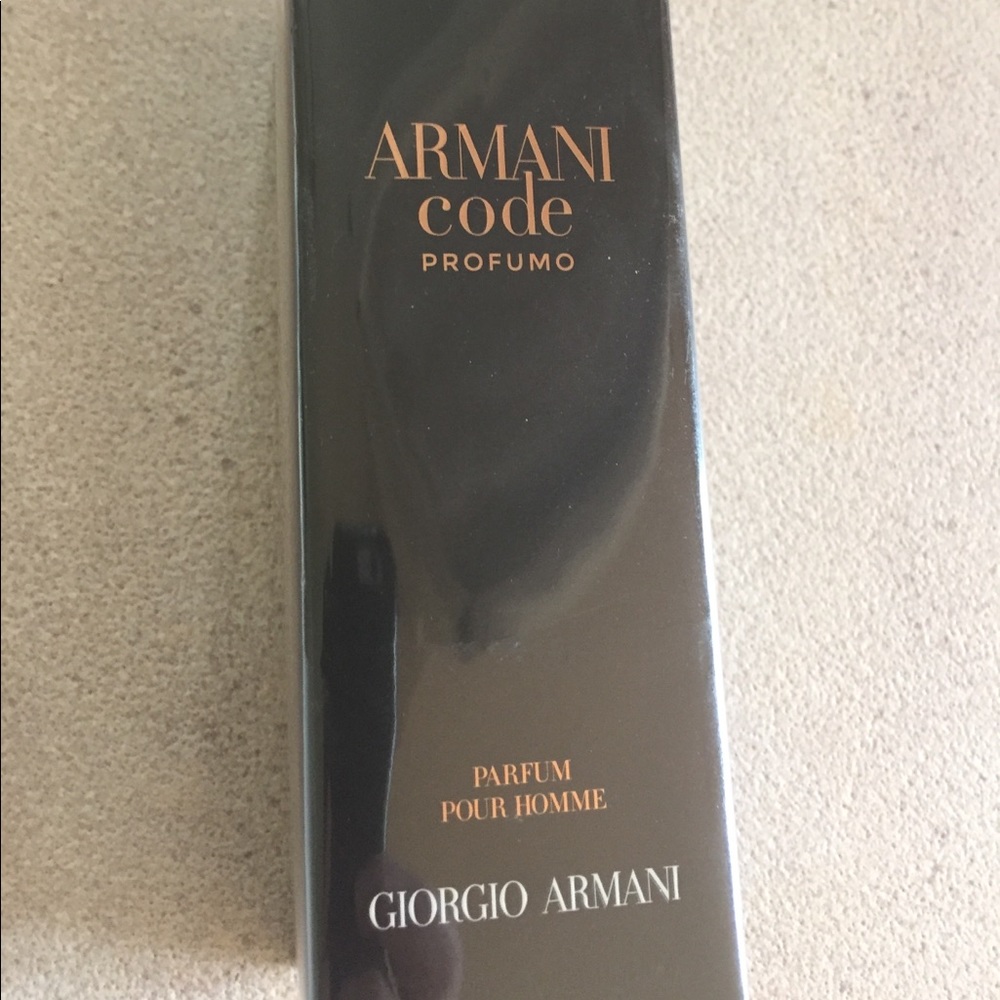 ARMANI
code
PROFUMO
PARFUM
POUR HOMME
GIORGIO ARMANI